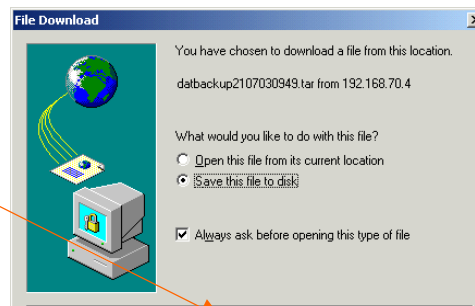 File Download
You have chosen to download a file from this location.
datbackup2107030949.tar from 192.168.70.4
What would you like to do with this file?
Open this file from its current location
Save this file to disk
Always ask before opening this type of file